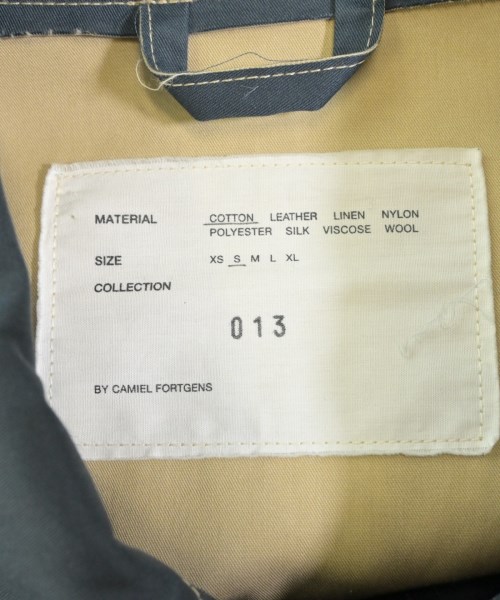 MATERIAL COTTON LEATHER LINEN NYLON
POLYESTER SILK VISCOSE WOOL
SIZE XS S M L XL
COLLECTION
013
BY CAMIEL FORTGENS